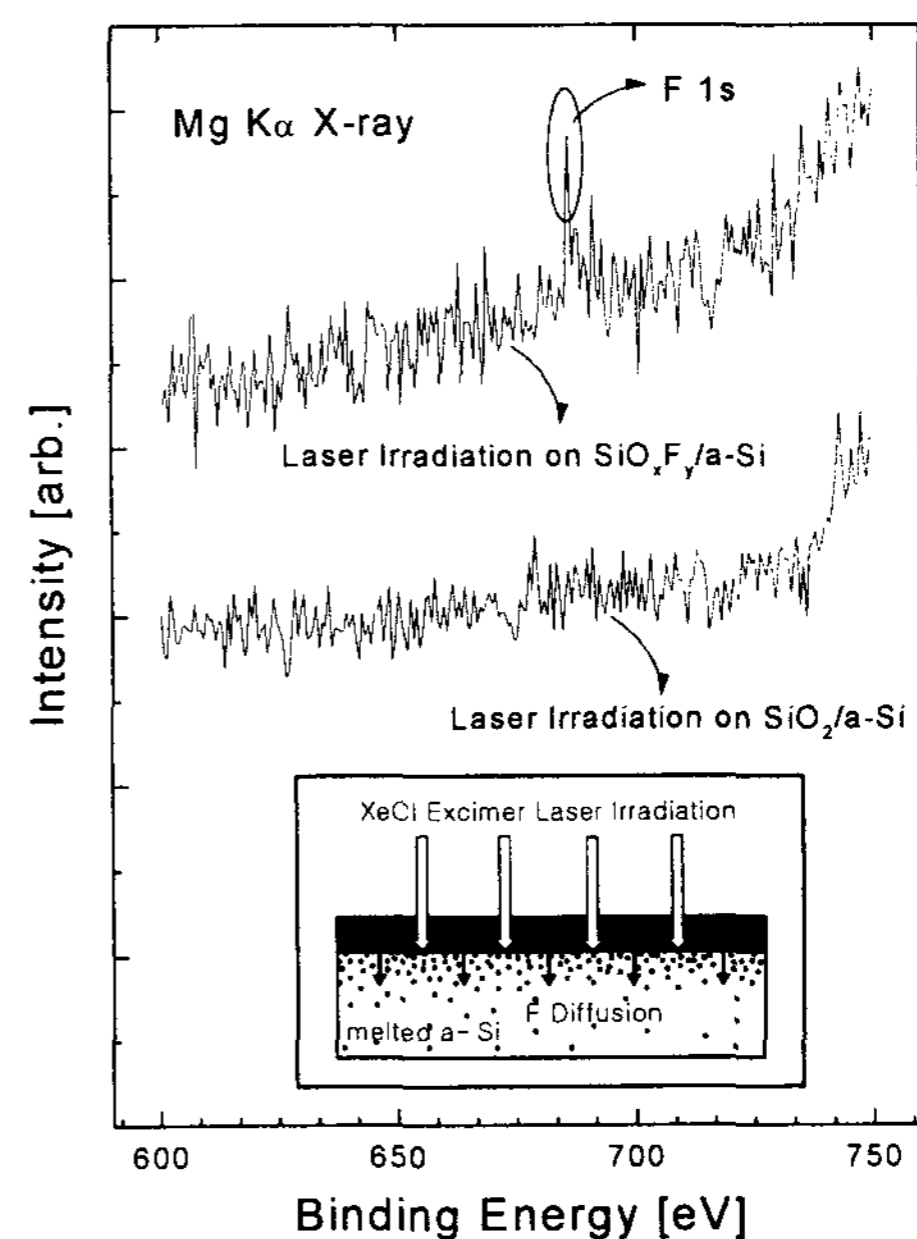 F 1s
Mg Kα X-ray
Laser Irradiation on SiOₓFᵧ/a-Si
Laser Irradiation on SiO₂/a-Si
XeCl Excimer Laser Irradiation
F Diffusion
melted a- Si
Intensity [arb.]
600 650 700 750
Binding Energy [eV]